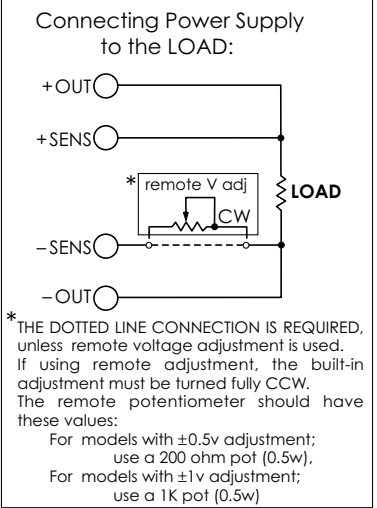 Connecting Power Supply
to the LOAD:
+OUT
+SENS
* remote V adj
CW
LOAD
–SENS
–OUT
*THE DOTTED LINE CONNECTION IS REQUIRED,
unless remote voltage adjustment is used.
If using remote adjustment, the built-in
adjustment must be turned fully CCW.
The remote potentiometer should have
these values:
For models with ±0.5v adjustment;
use a 200 ohm pot (0.5w),
For models with ±1v adjustment;
use a 1K pot (0.5w)